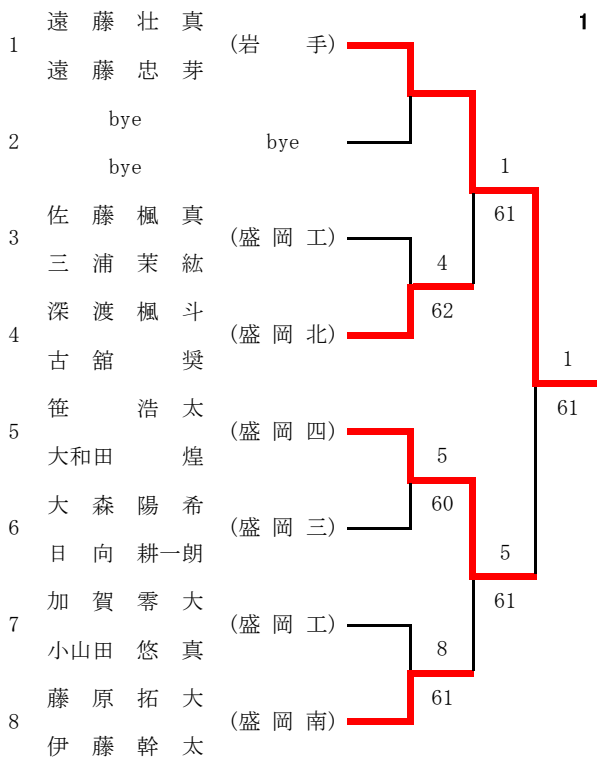 1
遠 藤 壮 真
1 (岩 手)
遠 藤 忠 芽
bye
2 bye
bye
1
61
佐 藤 楓 真
3 (盛 岡 工)
三 浦 茉 紘
4
62
深 渡 楓 斗
4 (盛 岡 北)
古 舘 奨
1
61
笹 浩 太
5 (盛 岡 四)
大和田 煌
5
60
大 森 陽 希
6 (盛 岡 三)
日 向 耕一朗
5
61
加 賀 零 大
7 (盛 岡 工)
小山田 悠 真
8
61
藤 原 拓 大
8 (盛 岡 南)
伊 藤 幹 太